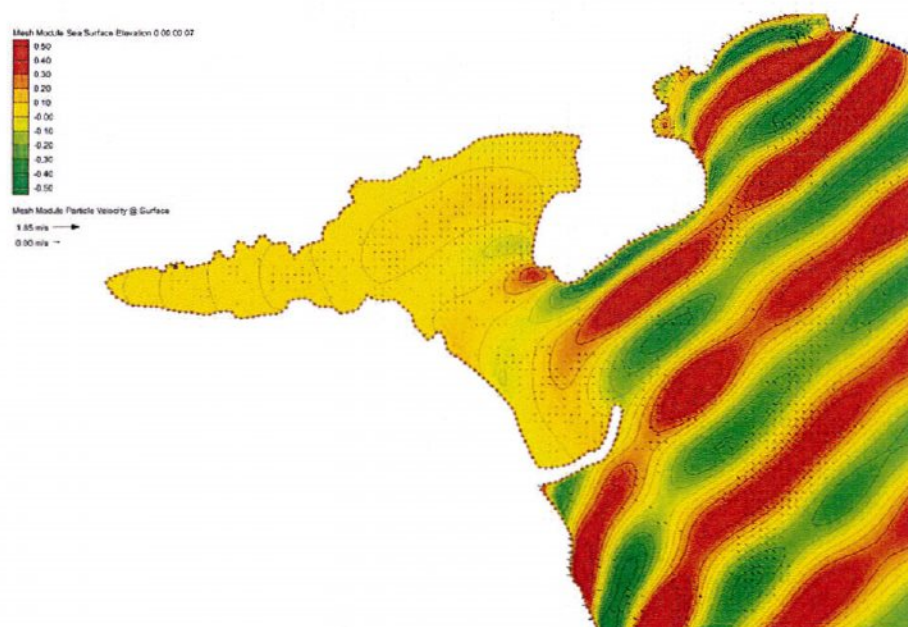 Mesh Module Sea Surface Elevation 0:00:00:07
0.50
0.40
0.30
0.20
0.10
-0.00
-0.10
-0.20
-0.30
-0.40
-0.50
Mesh Module Particle Velocity @ Surface
1.85 m/s
0.00 m/s